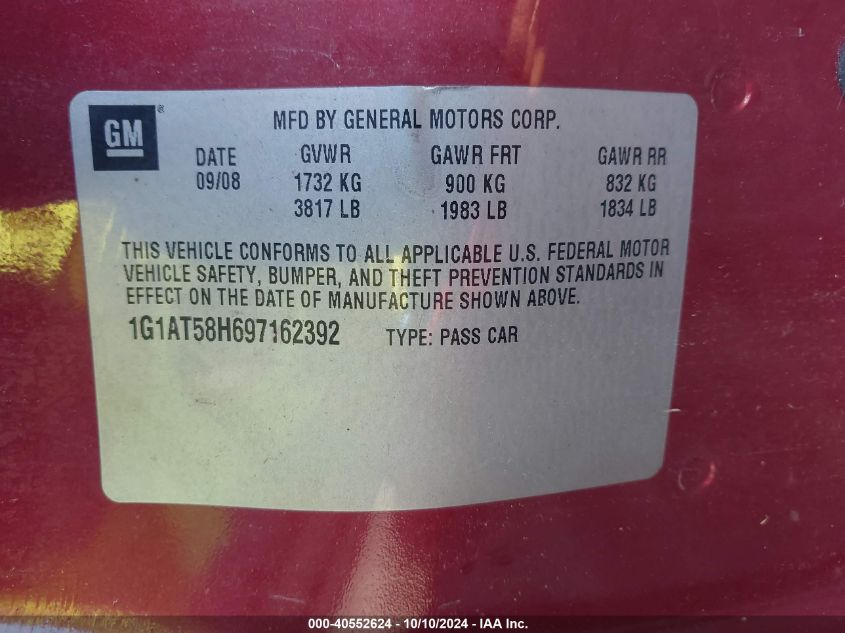 GM ®
MFD BY GENERAL MOTORS CORP.
DATE GVWR GAWR FRT GAWR RR
09/08 1732 KG 900 KG 832 KG
3817 LB 1983 LB 1834 LB
THIS VEHICLE CONFORMS TO ALL APPLICABLE U.S. FEDERAL MOTOR
VEHICLE SAFETY, BUMPER, AND THEFT PREVENTION STANDARDS IN
EFFECT ON THE DATE OF MANUFACTURE SHOWN ABOVE.
1G1AT58H697162392 TYPE: PASS CAR
000-40552624 - 10/10/2024 - IAA Inc.